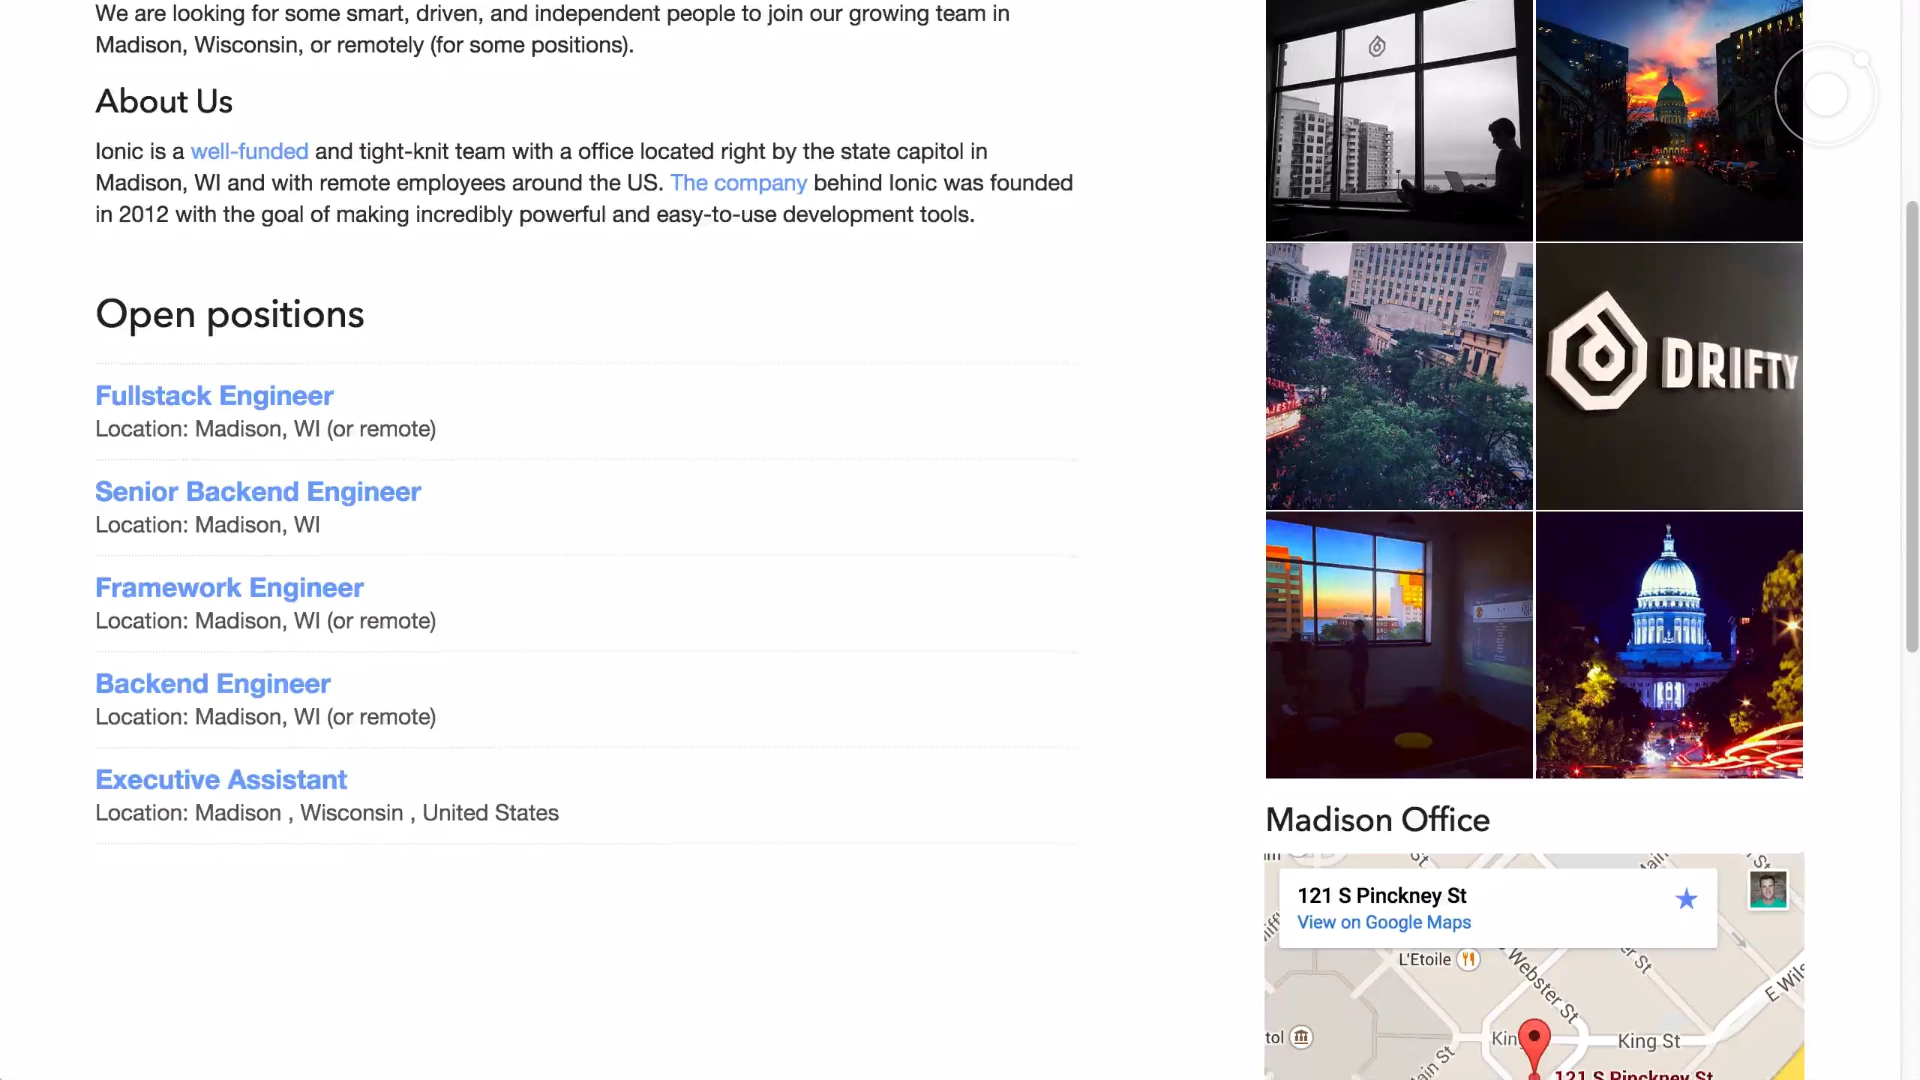 We are looking for some smart, driven, and independent people to join our growing team in
Madison, Wisconsin, or remotely (for some positions).
About Us
Ionic is a well-funded and tight-knit team with a office located right by the state capitol in
Madison, WI and with remote employees around the US. The company behind Ionic was founded
in 2012 with the goal of making incredibly powerful and easy-to-use development tools.
Open positions
Fullstack Engineer
Location: Madison, WI (or remote)
Senior Backend Engineer
Location: Madison, WI
Framework Engineer
Location: Madison, WI (or remote)
Backend Engineer
Location: Madison, WI (or remote)
Executive Assistant
Location: Madison , Wisconsin , United States
DRIFTY
Madison Office
121 S Pinckney St
View on Google Maps
L'Etoile
Webster St
E Wils
King St
121 S Pinckney St